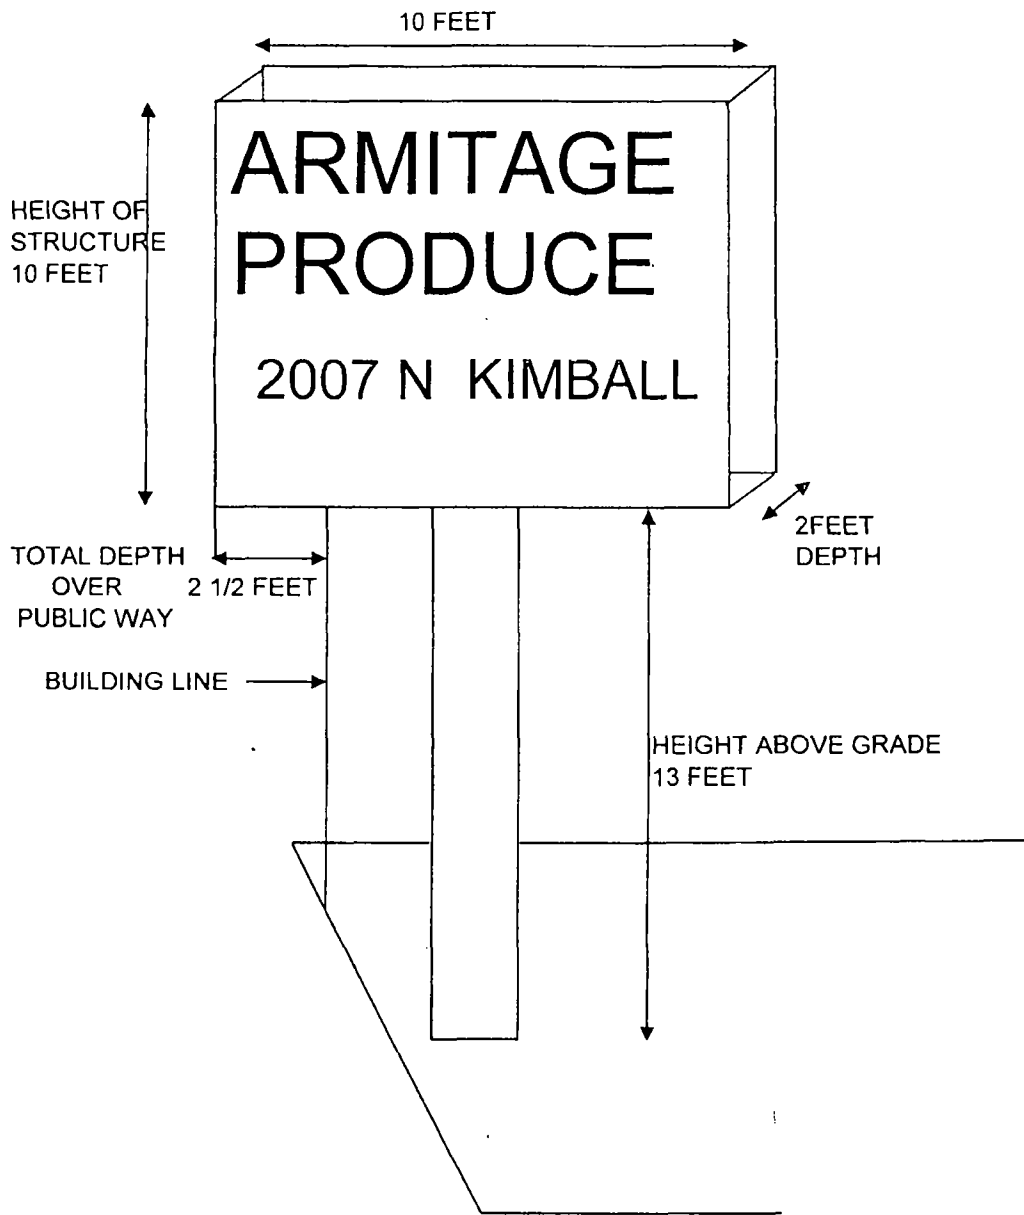 10 FEET
ARMITAGE
PRODUCE
2007 N KIMBALL
HEIGHT OF
STRUCTURE
10 FEET
2FEET
DEPTH
TOTAL DEPTH
OVER
PUBLIC WAY
2 1/2 FEET
BUILDING LINE
HEIGHT ABOVE GRADE
13 FEET